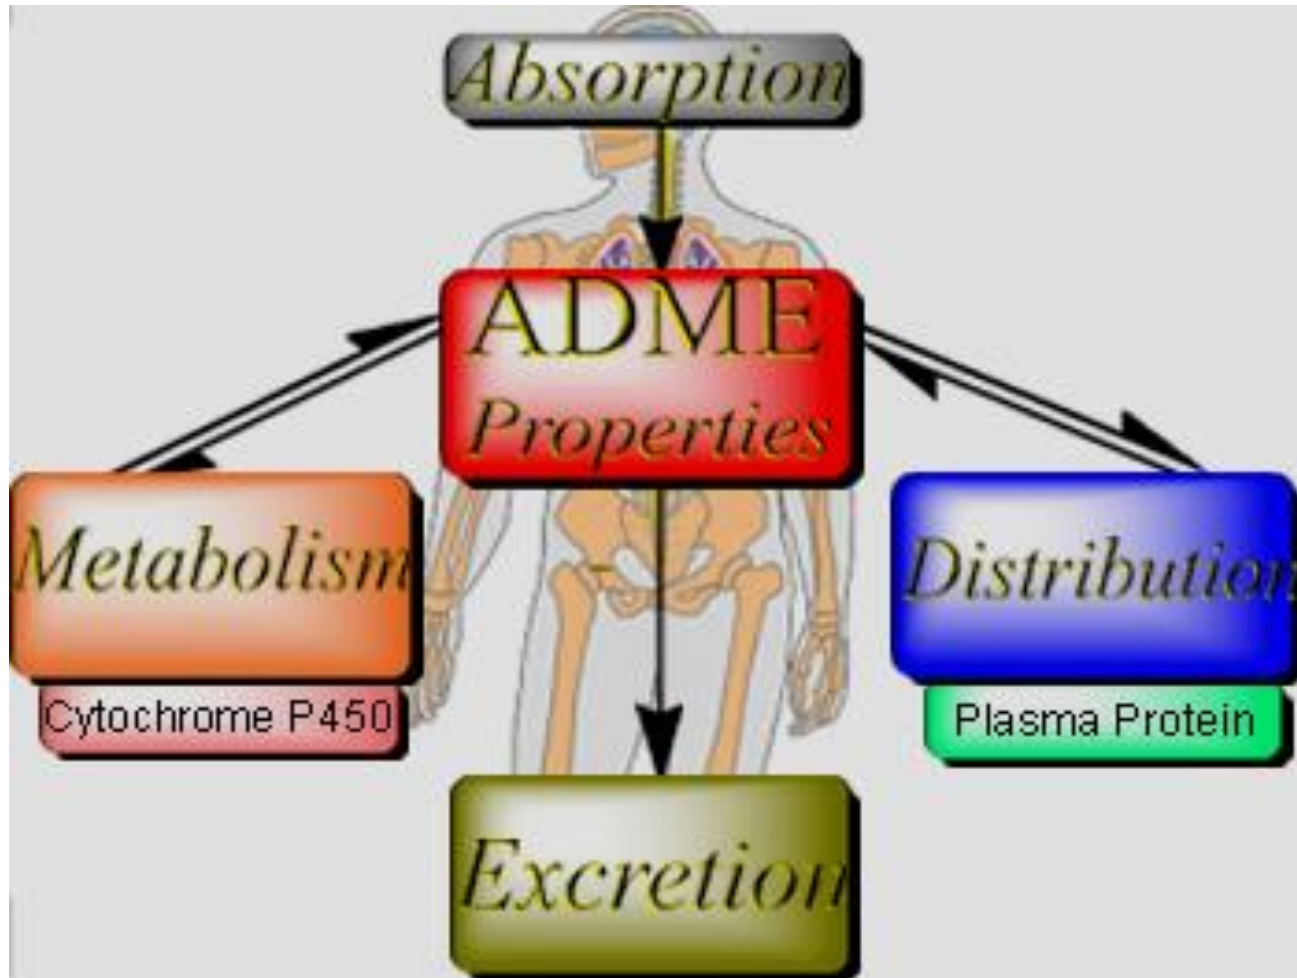 Absorption
ADME
Properties
Metabolism
Distribution
Cytochrome P450
Plasma Protein
Excretion